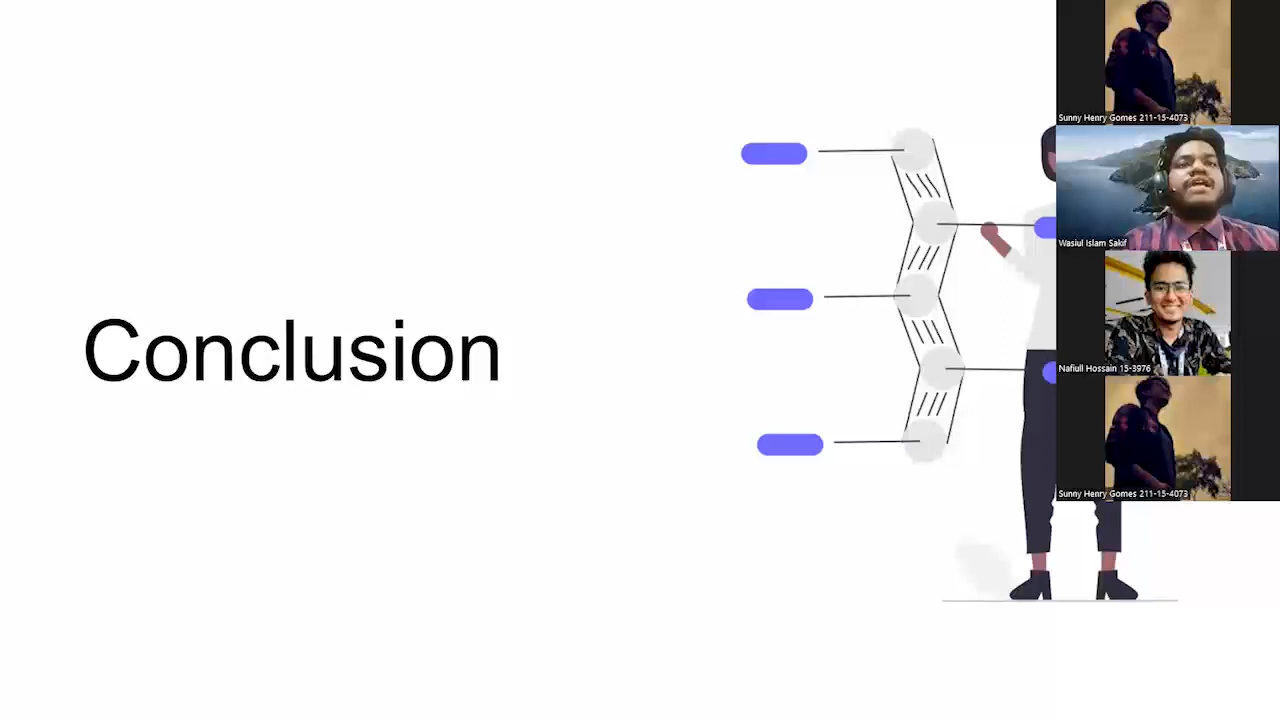 Conclusion
Sunny Henry Gomes 211-15-4073
Wasiul Islam Sakif
Nafiull Hossain 15-3976
Sunny Henry Gomes 211-15-4073